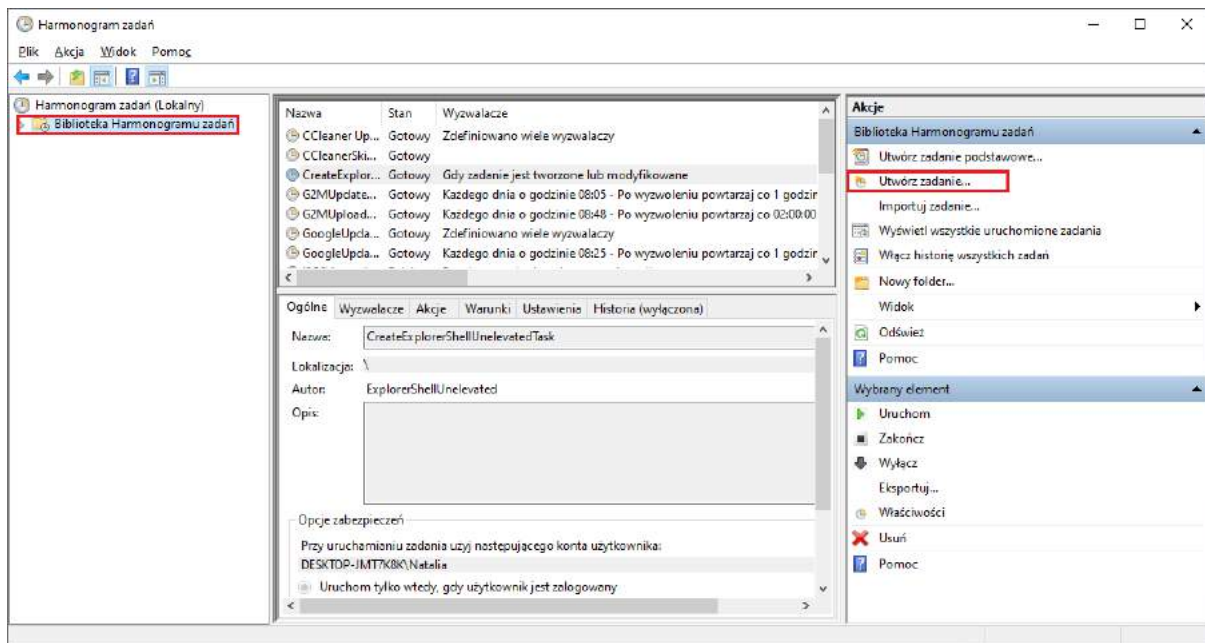 Harmonogram zadań
Plik Akcja Widok Pomoc
Harmonogram zadań (Lokalny)
Biblioteka Harmonogramu zadań
Nazwa Stan Wyzwalacze
CCleaner Up... Gotowy Zdefiniowano wiele wyzwalaczy
CCleanerSki... Gotowy
CreateExplor... Gotowy Gdy zadanie jest tworzone lub modyfikowane
G2MUpdate... Gotowy Każdego dnia o godzinie 08:05 - Po wyzwoleniu powtarzaj co 1 godzir
G2MUpload... Gotowy Każdego dnia o godzinie 08:48 - Po wyzwoleniu powtarzaj co 02:00:00
GoogleUpda... Gotowy Zdefiniowano wiele wyzwalaczy
GoogleUpda... Gotowy Każdego dnia o godzinie 08:25 - Po wyzwoleniu powtarzaj co 1 godzir
Ogólne Wyzwalacze Akcje Warunki Ustawienia Historia (wyłączona)
Nazwa: CreateExplorerShellUnelevatedTask
Lokalizacja: \
Autor: ExplorerShellUnelevated
Opis:
Opcje zabezpieczeń
Przy uruchamianiu zadania użyj następującego konta użytkownika:
DESKTOP-JMT7K8K\Natalia
Uruchom tylko wtedy, gdy użytkownik jest zalogowany
Akcje
Biblioteka Harmonogramu zadań
Utwórz zadanie podstawowe...
Utwórz zadanie...
Importuj zadanie...
Wyświetl wszystkie uruchomione zadania
Włącz historię wszystkich zadań
Nowy folder...
Widok
Odśwież
Pomoc
Wybrany element
Uruchom
Zakończ
Wyłącz
Eksportuj...
Właściwości
Usuń
Pomoc